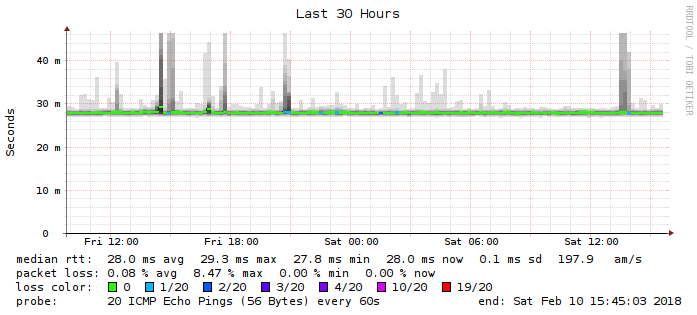 Last 30 Hours
RRDTOOL / TOBI OETIKER
Seconds
40 m
30 m
20 m
10 m
0
Fri 12:00 Fri 18:00 Sat 00:00 Sat 06:00 Sat 12:00
median rtt: 28.0 ms avg 29.3 ms max 27.8 ms min 28.0 ms now 0.1 ms sd 197.9 am/s
packet loss: 0.08 % avg 8.47 % max 0.00 % min 0.00 % now
loss color: 0 1/20 2/20 3/20 4/20 10/20 19/20
probe: 20 ICMP Echo Pings (56 Bytes) every 60s end: Sat Feb 10 15:45:03 2018